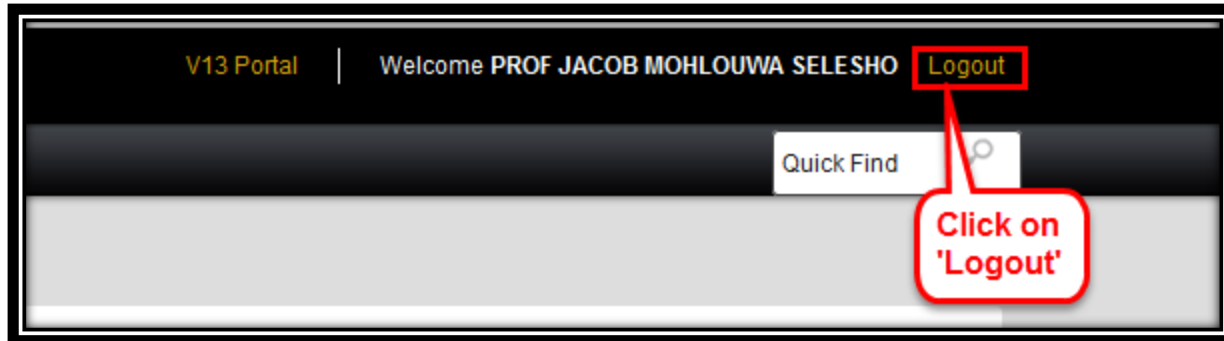 V13 Portal Welcome PROF JACOB MOHLOUWA SELESHO Logout
Quick Find
Click on
'Logout'